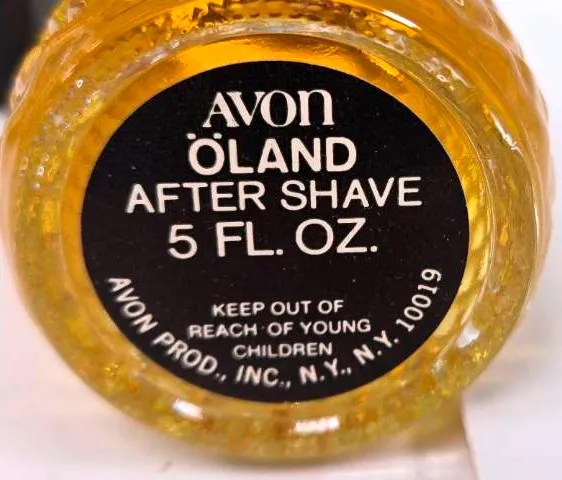 AVON
ÖLAND
AFTER SHAVE
5 FL. OZ.
KEEP OUT OF
REACH OF YOUNG
CHILDREN
AVON PROD., INC., N.Y., N.Y. 10019